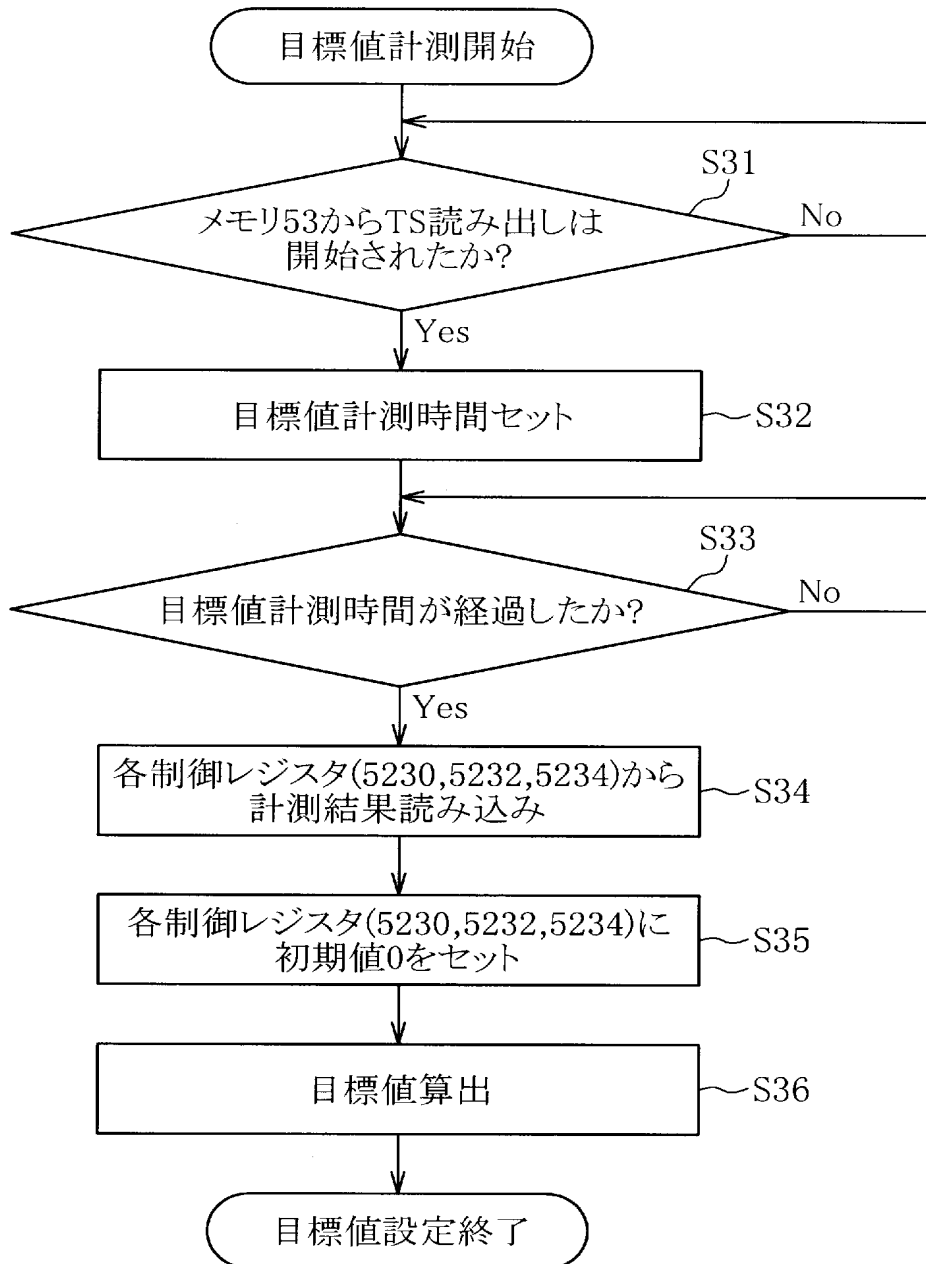 目標値計測開始
S31
メモリ53からTS読み出しは
開始されたか?
No
Yes
目標値計測時間セット
S32
S33
目標値計測時間が経過したか?
No
Yes
各制御レジスタ(5230,5232,5234)から
計測結果読み込み
S34
各制御レジスタ(5230,5232,5234)に
初期値0をセット
S35
目標値算出
S36
目標値設定終了